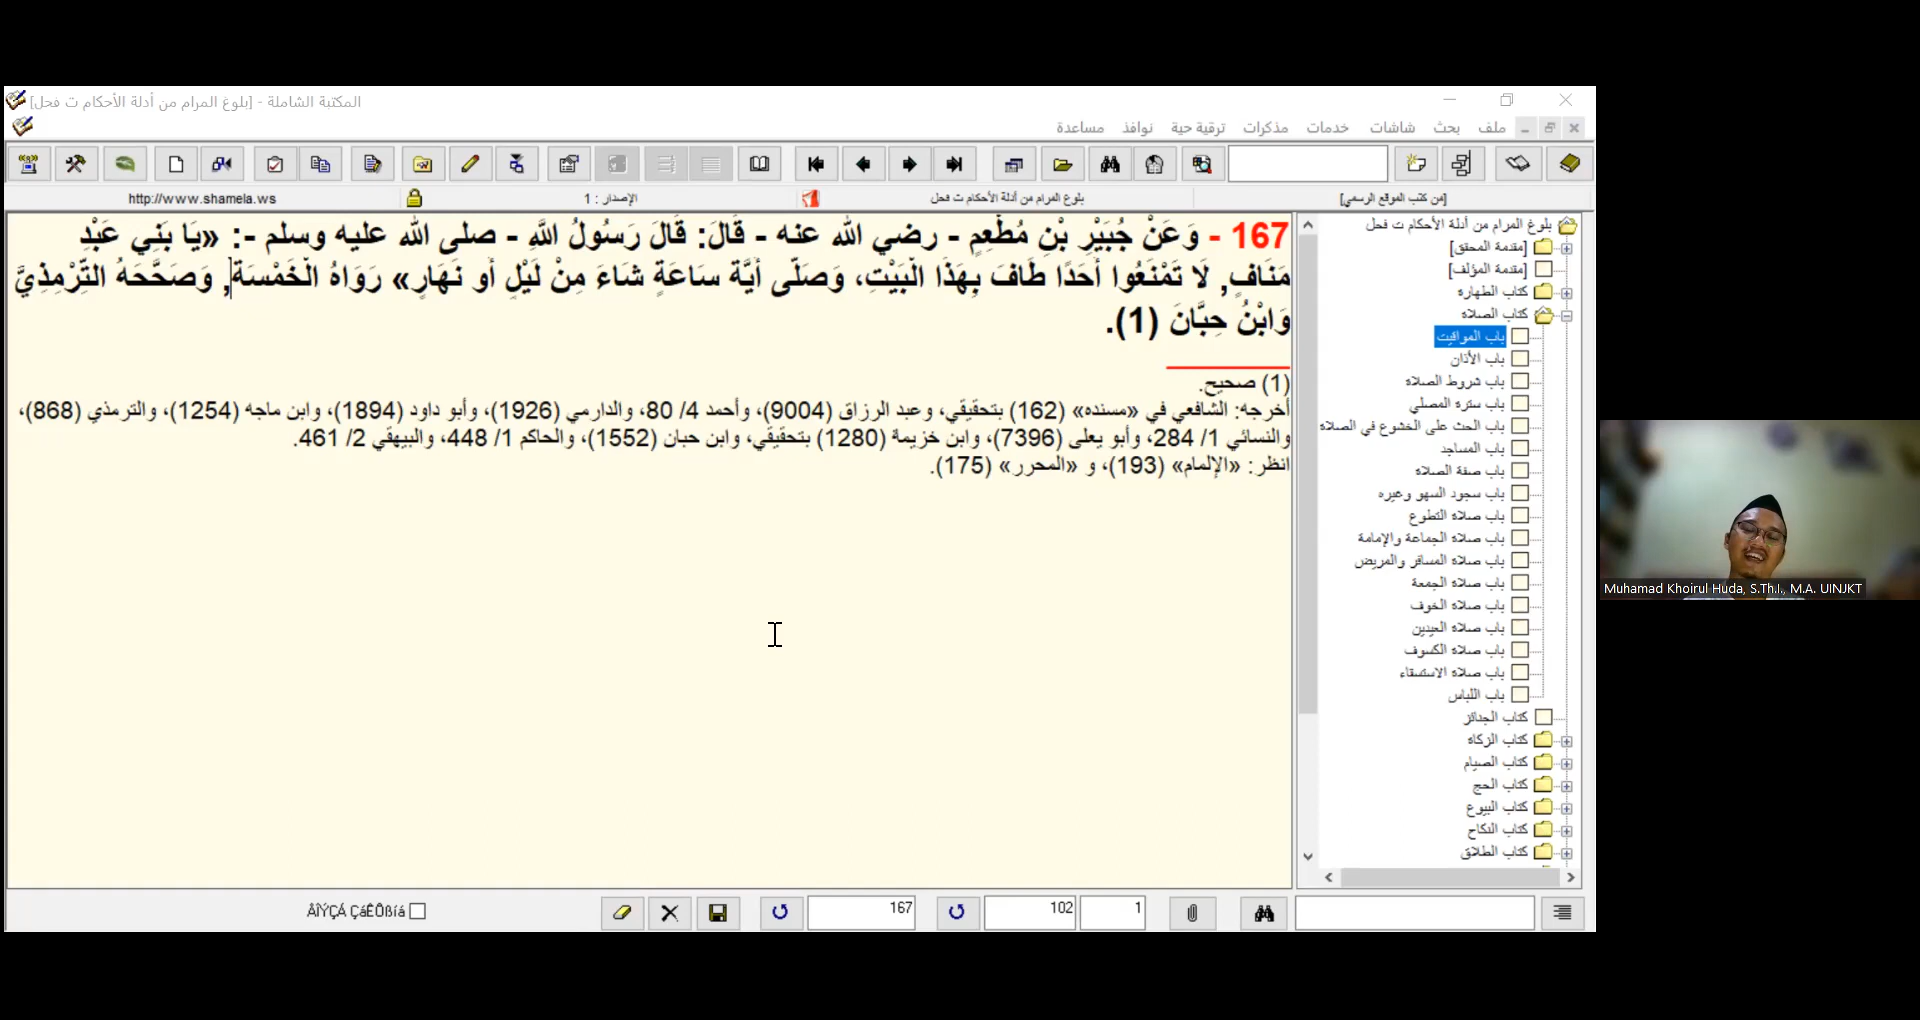 المكتبة الشاملة - [بلوغ المرام من أدلة الأحكام ت فحل]
ملف بحث شاشات خدمات مذكرات ترقية حية نوافذ مساعدة
[من كتب الموقع الرسمي] بلوغ المرام من أدلة الأحكام ت فحل الإصدار : 1 http://www.shamela.ws
167 - وَعَنْ جُبَيْرِ بْنِ مُطْعِمٍ - رضي الله عنه - قَالَ: قَالَ رَسُولُ اللَّهِ - صلى الله عليه وسلم -: «يَا بَنِي عَبْدِ
مَنَافٍ, لَا تَمْنَعُوا أَحَدًا طَافَ بِهَذَا الْبَيْتِ، وَصَلَّى أَيَّة سَاعَةٍ شَاءَ مِنْ لَيْلٍ أو نَهَارٍ» رَوَاهُ الْخَمْسَة, وَصَحَّحَهُ التِّرْمِذِيَّ
وَابْنُ حِبَّانَ (1).
(1) صحيح.
أخرجه: الشافعي في «مسنده» (162) بتحقيقي، وعبد الرزاق (9004)، وأحمد 4/ 80، والدارمي (1926)، وأبو داود (1894)، وابن ماجه (1254)، والترمذي (868)،
والنسائي 1/ 284، وأبو يعلى (7396)، وابن خزيمة (1280) بتحقيقي، وابن حبان (1552)، والحاكم 1/ 448، والبيهقي 2/ 461.
انظر: «الإلمام» (193)، و «المحرر» (175).
بلوغ المرام من أدلة الأحكام ت فحل
[مقدمة المحقق]
[مقدمة المؤلف]
كتاب الطهارة
كتاب الصلاة
باب المواقيت
باب الأذان
باب شروط الصلاة
باب سترة المصلي
باب الحث على الخشوع في الصلاة
باب المساجد
باب صفة الصلاة
باب سجود السهو وغيره
باب صلاة التطوع
باب صلاة الجماعة والإمامة
باب صلاة المسافر والمريض
باب صلاة الجمعة
باب صلاة الخوف
باب صلاة العيدين
باب صلاة الكسوف
باب صلاة الاستسقاء
باب اللباس
كتاب الجنائز
كتاب الزكاة
كتاب الصيام
كتاب الحج
كتاب البيوع
كتاب النكاح
كتاب الطلاق
1 102 167
ÅÎÝÇÁ ÇáÊÔßíá
Muhamad Khoirul Huda, S.Th.I., M.A. UINJKT